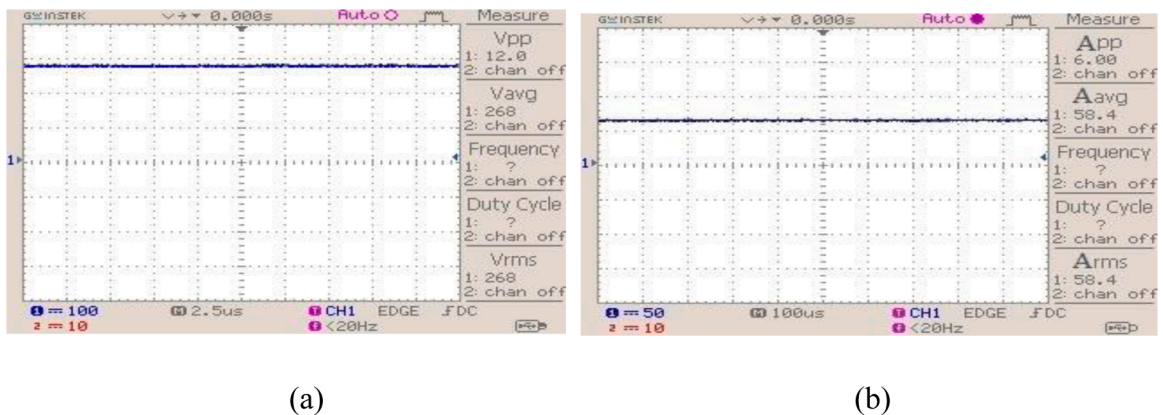 GWINSTEK 0.000s Auto Measure
Vpp
1: 12.0
2: chan off
Vavg
1: 268
2: chan off
Frequency
1: ?
2: chan off
Duty Cycle
1: ?
2: chan off
Vrms
1: 268
2: chan off
1
1 100 M 2.5us T CH1 EDGE DC
2 10 F <20Hz
GWINSTEK 0.000s Auto Measure
App
1: 6.00
2: chan off
Aavg
1: 58.4
2: chan off
Frequency
1: ?
2: chan off
Duty Cycle
1: ?
2: chan off
Arms
1: 58.4
2: chan off
1
1 50 M 100us T CH1 EDGE DC
2 10 F <20Hz
(a) (b)